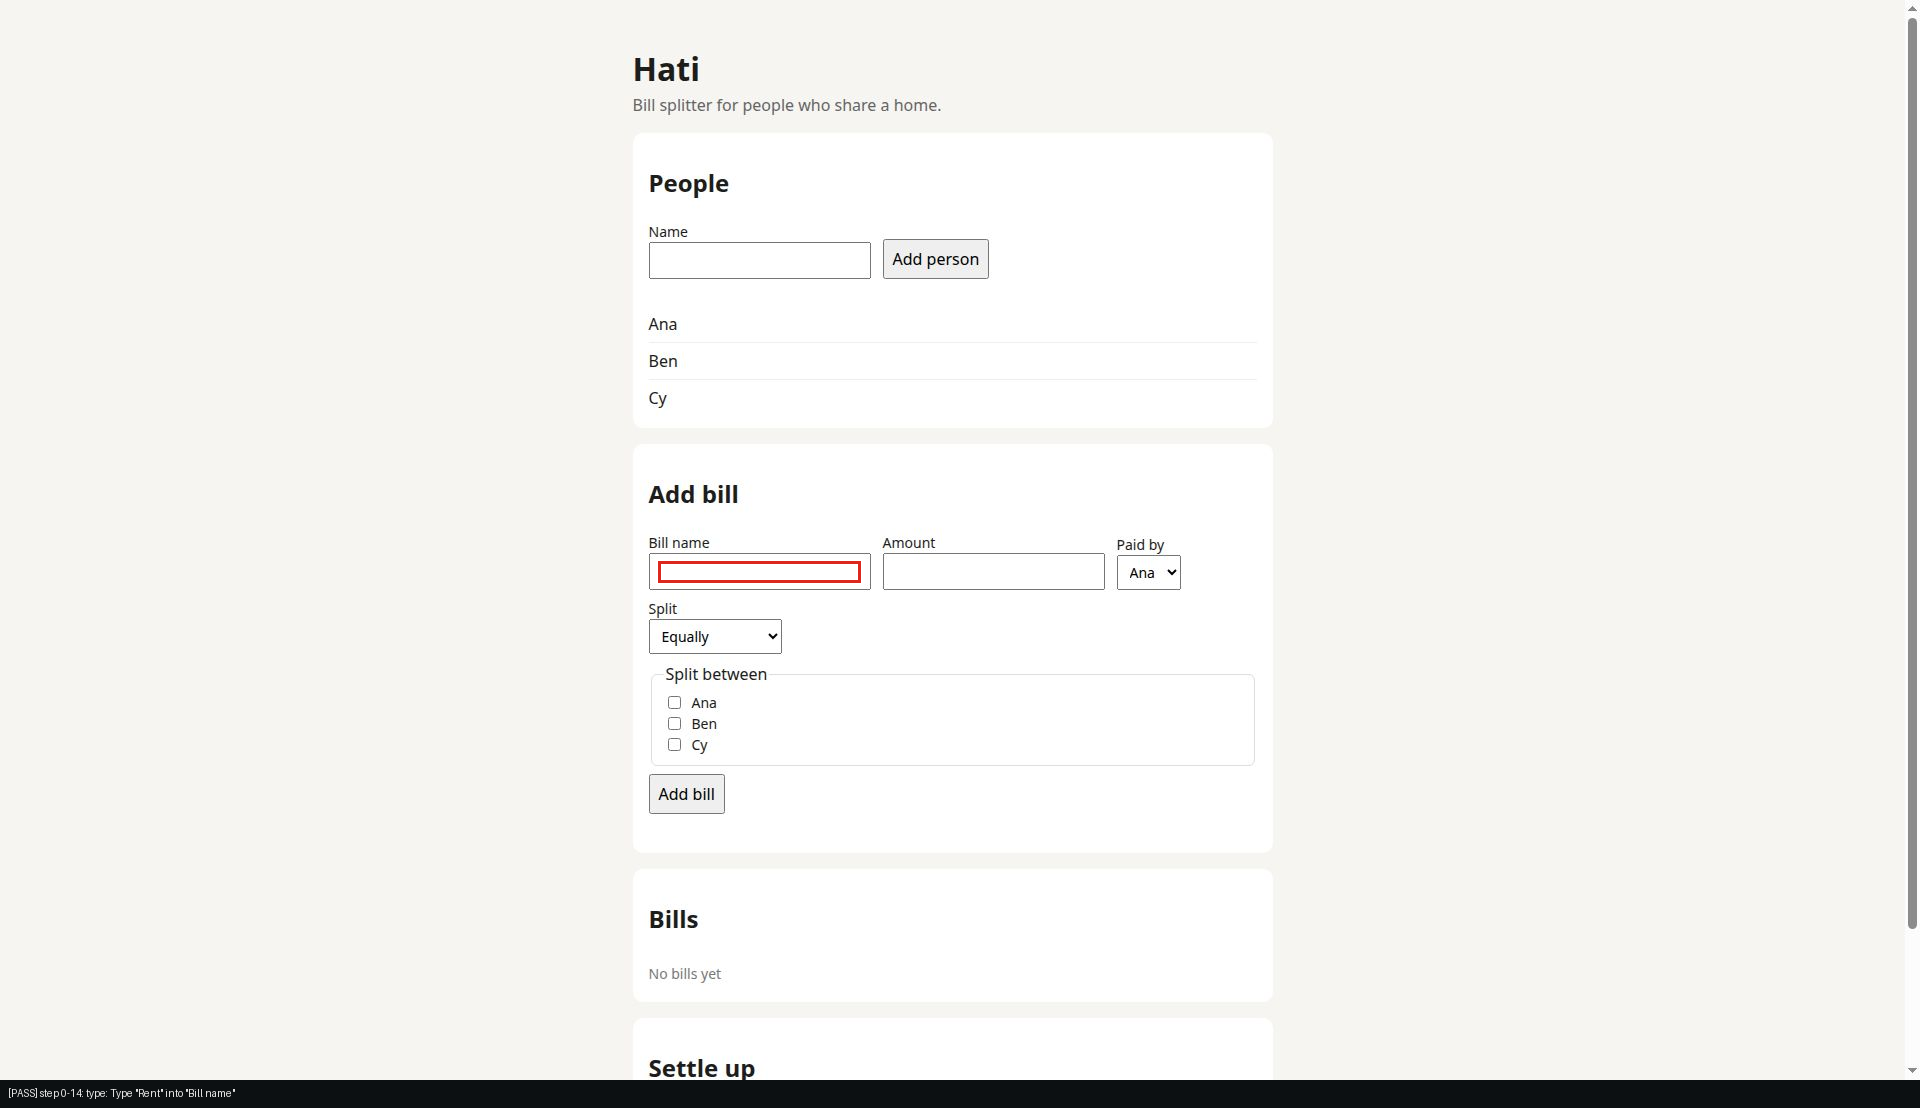 Hati
Bill splitter for people who share a home.
People
Name
Add person
Ana
Ben
Cy
Add bill
Bill name
Amount
Paid by
Ana
Split
Equally
Split between
Ana
Ben
Cy
Add bill
Bills
No bills yet
Settle up
[PASS] step 0-14: type: Type "Rent" into "Bill name"